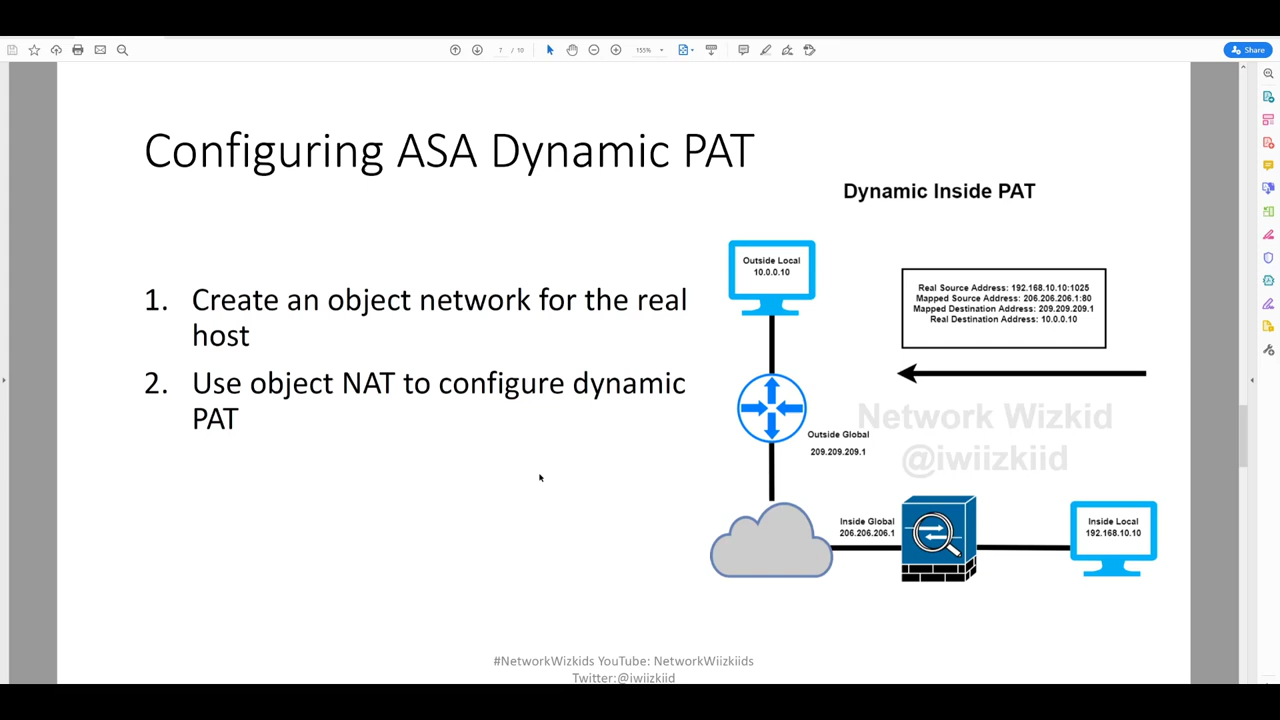 7 / 10
155%
Share
Configuring ASA Dynamic PAT
Dynamic Inside PAT
1. Create an object network for the real
host
2. Use object NAT to configure dynamic
PAT
Outside Local
10.0.0.10
Real Source Address: 192.168.10.10:1025
Mapped Source Address: 206.206.206.1:80
Mapped Destination Address: 209.209.209.1
Real Destination Address: 10.0.0.10
Network Wizkid
@iwiizkiid
Outside Global
209.209.209.1
Inside Global
206.206.206.1
Inside Local
192.168.10.10
#NetworkWizkids YouTube: NetworkWiizkiids
Twitter:@iwiizkiid